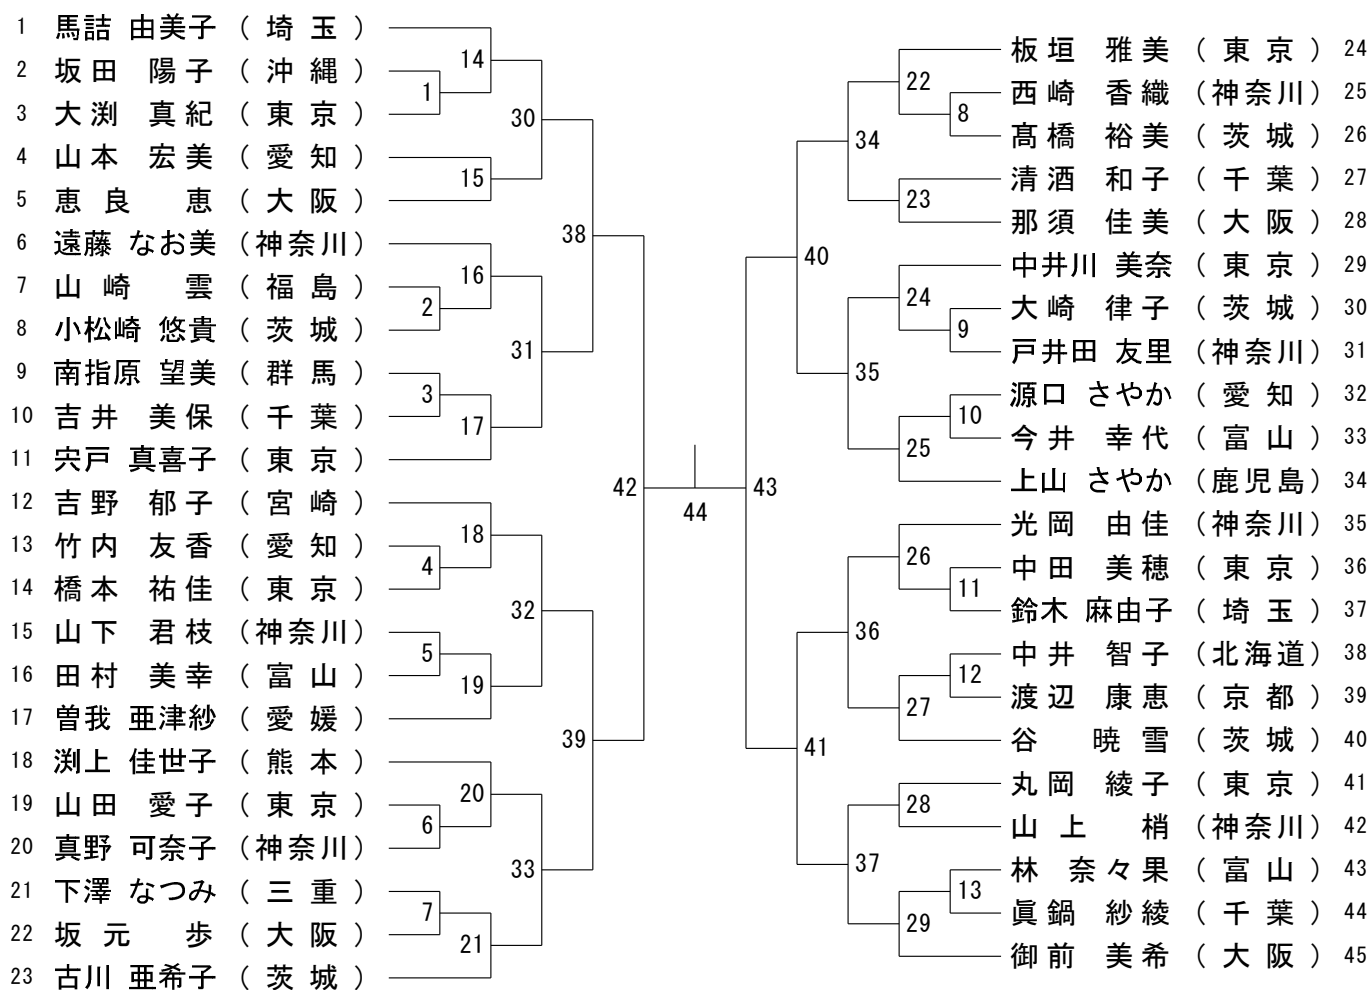 1 馬詰 由美子 ( 埼 玉 )
2 坂 田 陽 子 ( 沖 縄 )
3 大 渕 真 紀 ( 東 京 )
4 山 本 宏 美 ( 愛 知 )
5 恵 良 恵 ( 大 阪 )
6 遠藤 なお美 (神奈川)
7 山 崎 雲 ( 福 島 )
8 小松崎 悠貴 ( 茨 城 )
9 南指原 望美 ( 群 馬 )
10 吉 井 美 保 ( 千 葉 )
11 宍戸 真喜子 ( 東 京 )
12 吉 野 郁 子 ( 宮 崎 )
13 竹 内 友 香 ( 愛 知 )
14 橋 本 祐 佳 ( 東 京 )
15 山 下 君 枝 (神奈川)
16 田 村 美 幸 ( 富 山 )
17 曽我 亜津紗 ( 愛 媛 )
18 渕上 佳世子 ( 熊 本 )
19 山 田 愛 子 ( 東 京 )
20 真野 可奈子 (神奈川)
21 下澤 なつみ ( 三 重 )
22 坂 元 歩 ( 大 阪 )
23 古川 亜希子 ( 茨 城 )
1
2
3
4
5
6
7
14
15
16
17
18
19
20
21
30
31
32
33
38
39
42
44
43
40
41
34
35
36
37
22
23
24
25
26
27
28
29
8
9
10
11
12
13
板 垣 雅 美 ( 東 京 ) 24
西 崎 香 織 (神奈川) 25
髙 橋 裕 美 ( 茨 城 ) 26
清 酒 和 子 ( 千 葉 ) 27
那 須 佳 美 ( 大 阪 ) 28
中井川 美奈 ( 東 京 ) 29
大 崎 律 子 ( 茨 城 ) 30
戸井田 友里 (神奈川) 31
源口 さやか ( 愛 知 ) 32
今 井 幸 代 ( 富 山 ) 33
上山 さやか (鹿児島) 34
光 岡 由 佳 (神奈川) 35
中 田 美 穂 ( 東 京 ) 36
鈴木 麻由子 ( 埼 玉 ) 37
中 井 智 子 (北海道) 38
渡 辺 康 恵 ( 京 都 ) 39
谷 暁 雪 ( 茨 城 ) 40
丸 岡 綾 子 ( 東 京 ) 41
山 上 梢 (神奈川) 42
林 奈 々 果 ( 富 山 ) 43
眞 鍋 紗 綾 ( 千 葉 ) 44
御 前 美 希 ( 大 阪 ) 45